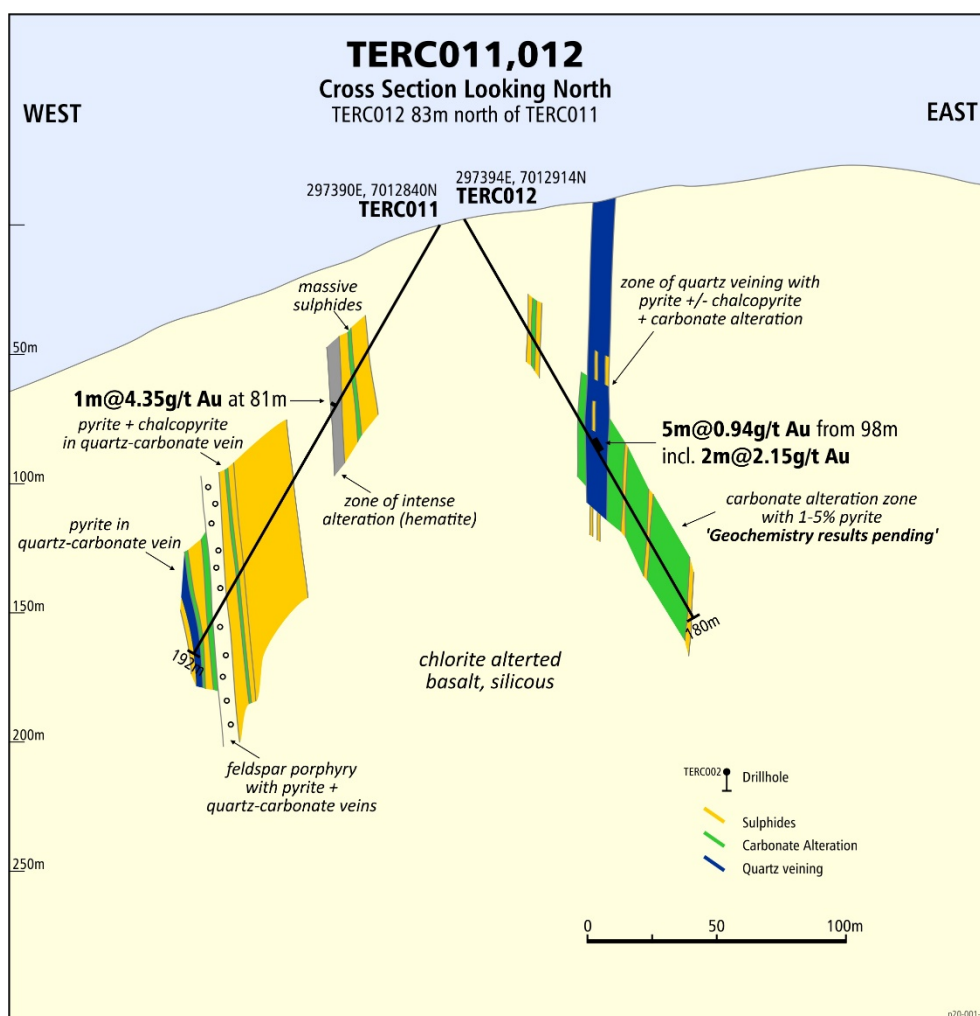 TERC011,012
Cross Section Looking North
TERC012 83m north of TERC011
WEST
EAST
297390E, 7012840N
TERC011
297394E, 7012914N
TERC012
massive
sulphides
zone of quartz veining with
pyrite +/- chalcopyrite
+ carbonate alteration
50m
1m@4.35g/t Au at 81m
pyrite + chalcopyrite
in quartz-carbonate vein
5m@0.94g/t Au from 98m
incl. 2m@2.15g/t Au
100m
zone of intense
alteration (hematite)
carbonate alteration zone
with 1-5% pyrite
'Geochemistry results pending'
pyrite in
quartz-carbonate vein
150m
180m
192m
chlorite alterted
basalt, silicous
200m
feldspar porphyry
with pyrite +
quartz-carbonate veins
TERC002
Drillhole
Sulphides
Carbonate Alteration
Quartz veining
250m
0 50 100m